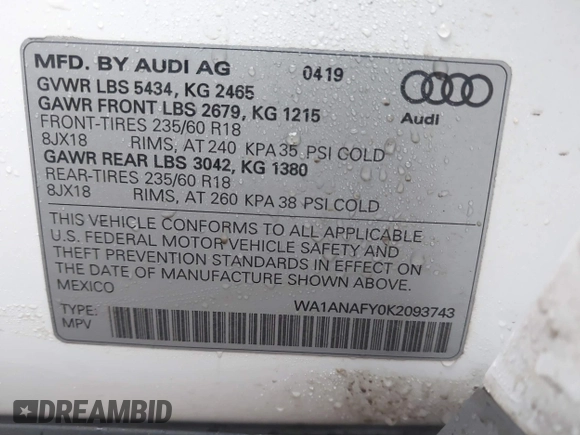 MFD. BY AUDI AG 0419
GVWR LBS 5434, KG 2465
GAWR FRONT LBS 2679, KG 1215
FRONT-TIRES 235/60 R18
8JX18 RIMS, AT 240 KPA 35 PSI COLD
GAWR REAR LBS 3042, KG 1380
REAR-TIRES 235/60 R18
8JX18 RIMS, AT 260 KPA 38 PSI.COLD
Audi
THIS VEHICLE CONFORMS TO ALL APPLICABLE
U.S. FEDERAL MOTOR VEHICLE SAFETY AND
THEFT PREVENTION STANDARDS IN EFFECT
ON THE DATE OF MANUFACTURE SHOWN ABOVE.
MEXICO WA1ANAFY0K2093743
TYPE:
MPV
DREAMBID